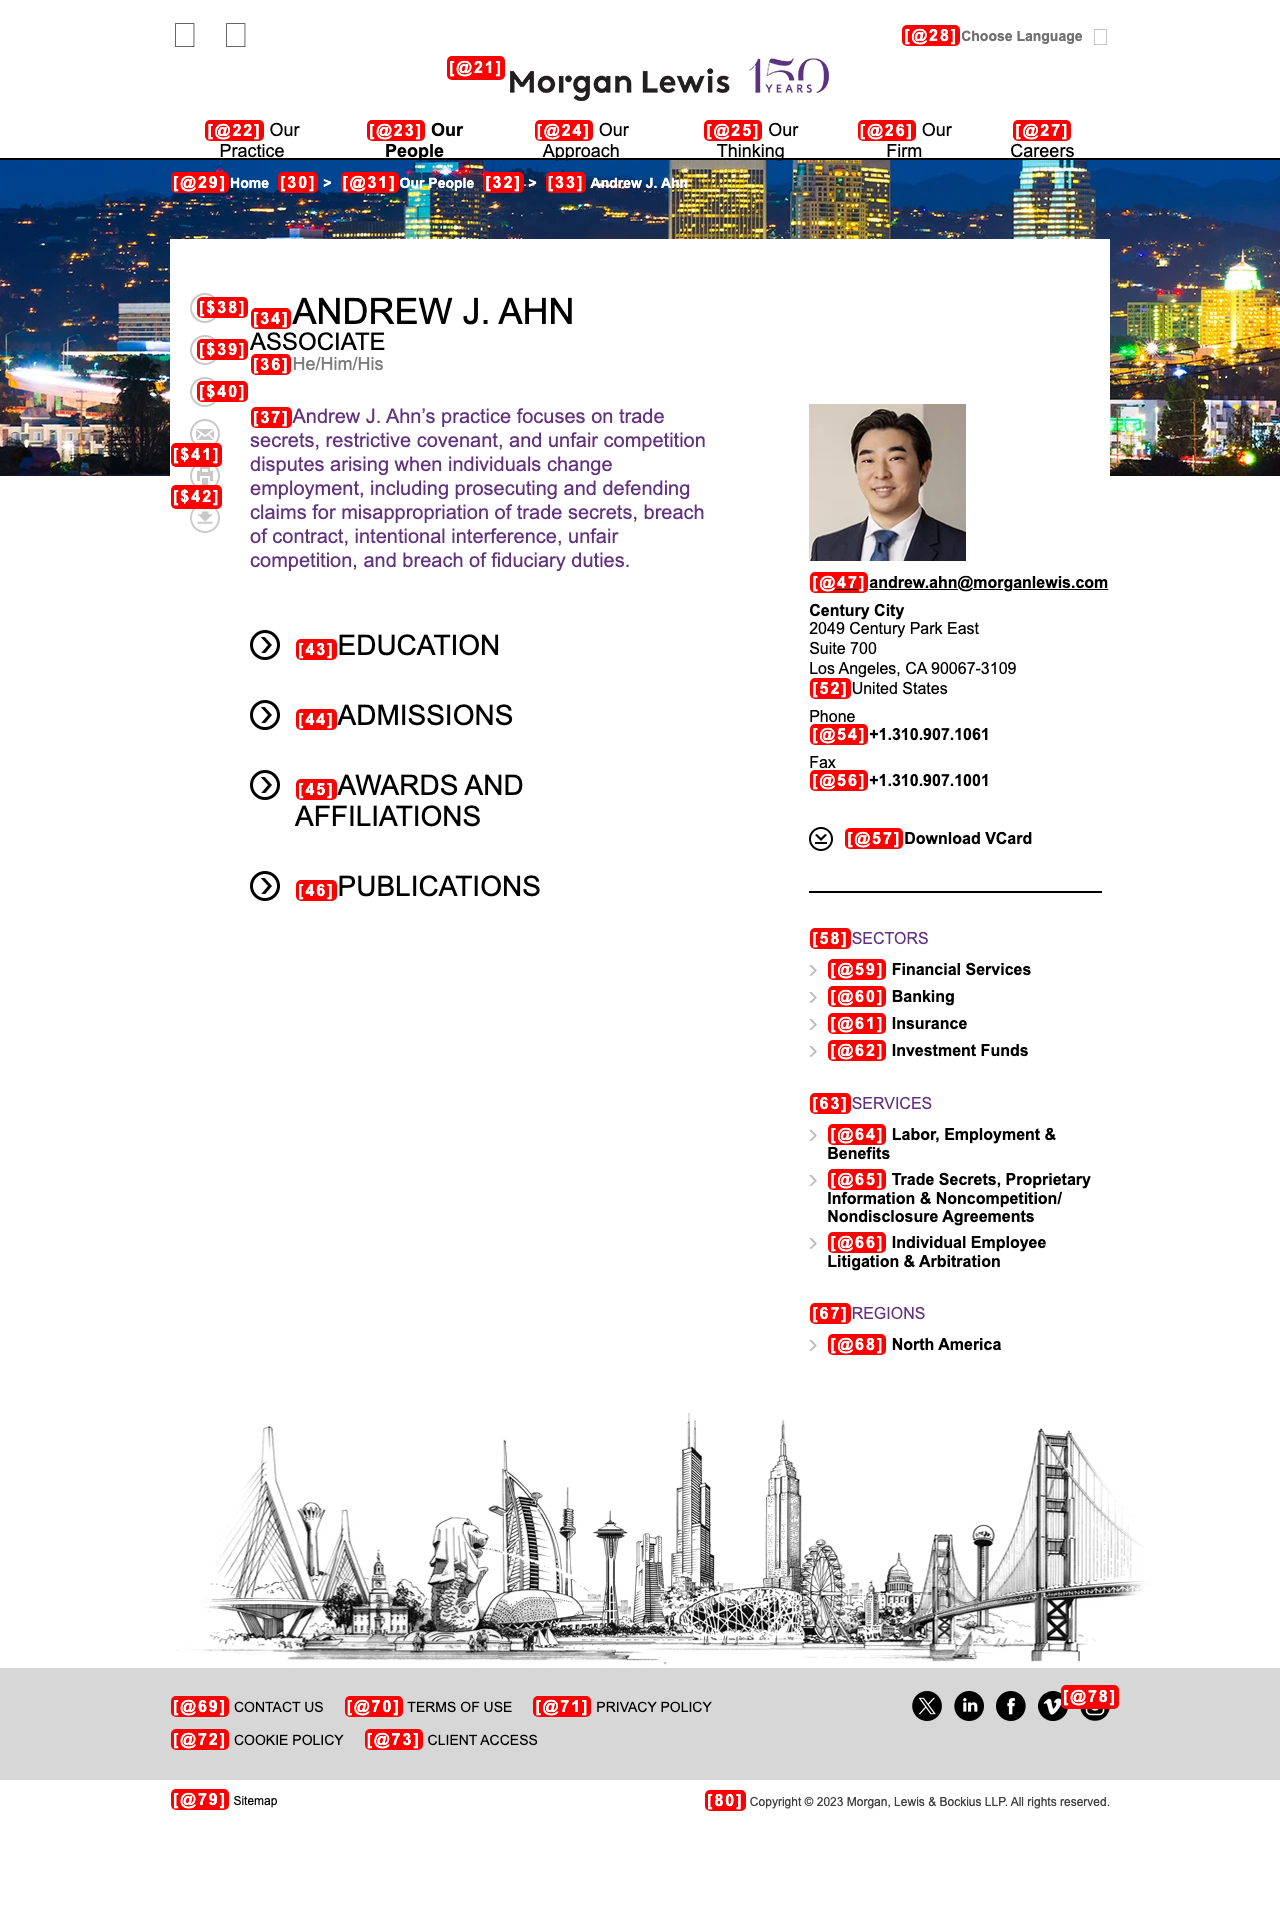 [@28] Choose Language
[@21] Morgan Lewis 150 YEARS
[@22] Our Practice
[@23] Our People
[@24] Our Approach
[@25] Our Thinking
[@26] Our Firm
[@27] Careers
[@29] Home [30] > [@31] Our People [32] > [33] Andrew J. Ahn
[$38]
[$39]
[$40]
[$41]
[$42]
[34] ANDREW J. AHN
ASSOCIATE
[36] He/Him/His
[37] Andrew J. Ahn’s practice focuses on trade
secrets, restrictive covenant, and unfair competition
disputes arising when individuals change
employment, including prosecuting and defending
claims for misappropriation of trade secrets, breach
of contract, intentional interference, unfair
competition, and breach of fiduciary duties.
[43] EDUCATION
[44] ADMISSIONS
[45] AWARDS AND
AFFILIATIONS
[46] PUBLICATIONS
[@47] andrew.ahn@morganlewis.com
Century City
2049 Century Park East
Suite 700
Los Angeles, CA 90067-3109
[52] United States
Phone
[@54] +1.310.907.1061
Fax
[@56] +1.310.907.1001
[@57] Download VCard
[58] SECTORS
[@59] Financial Services
[@60] Banking
[@61] Insurance
[@62] Investment Funds
[63] SERVICES
[@64] Labor, Employment &
Benefits
[@65] Trade Secrets, Proprietary
Information & Noncompetition/
Nondisclosure Agreements
[@66] Individual Employee
Litigation & Arbitration
[67] REGIONS
[@68] North America
[@69] CONTACT US [@70] TERMS OF USE [@71] PRIVACY POLICY
[@72] COOKIE POLICY [@73] CLIENT ACCESS
[@78]
[@79] Sitemap
[80] Copyright © 2023 Morgan, Lewis & Bockius LLP. All rights reserved.